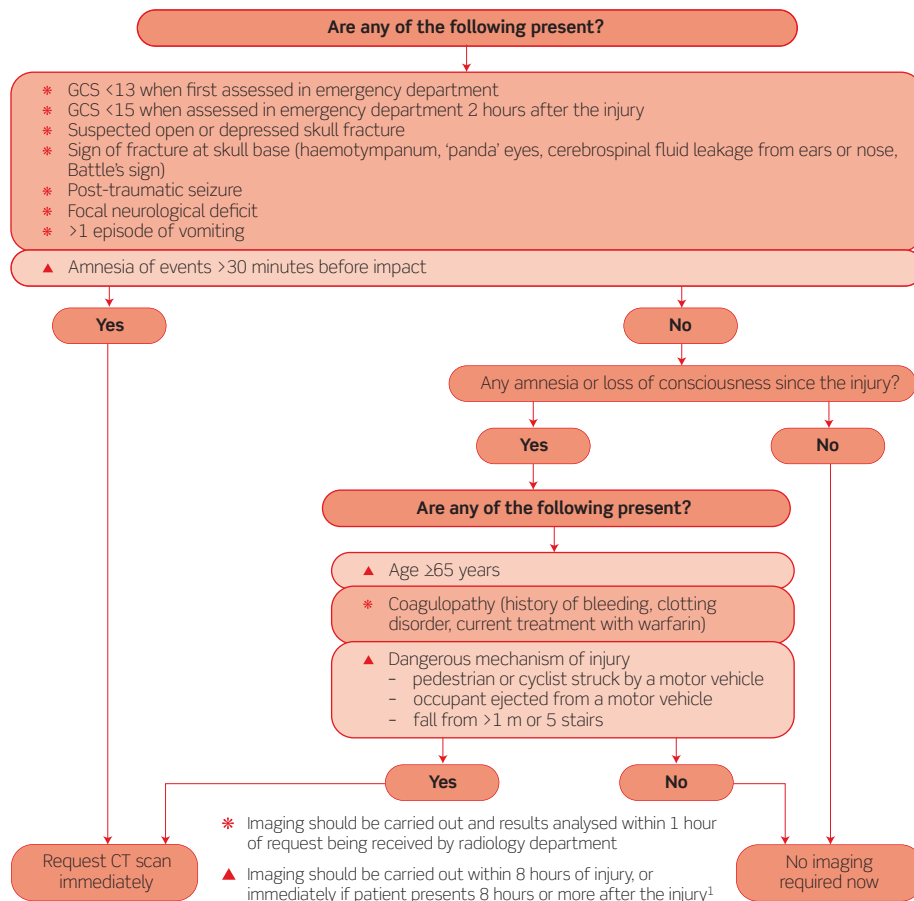 Are any of the following present?
* GCS <13 when first assessed in emergency department
* GCS <15 when assessed in emergency department 2 hours after the injury
* Suspected open or depressed skull fracture
* Sign of fracture at skull base (haemotympanum, ‘panda’ eyes, cerebrospinal fluid leakage from ears or nose,
Battle’s sign)
* Post-traumatic seizure
* Focal neurological deficit
* >1 episode of vomiting
▲ Amnesia of events >30 minutes before impact
Yes
No
Any amnesia or loss of consciousness since the injury?
Yes
No
Are any of the following present?
▲ Age ≥65 years
* Coagulopathy (history of bleeding, clotting
disorder, current treatment with warfarin)
▲ Dangerous mechanism of injury
– pedestrian or cyclist struck by a motor vehicle
– occupant ejected from a motor vehicle
– fall from >1 m or 5 stairs
Yes
No
* Imaging should be carried out and results analysed within 1 hour
of request being received by radiology department
▲ Imaging should be carried out within 8 hours of injury, or
immediately if patient presents 8 hours or more after the injury¹
Request CT scan
immediately
No imaging
required now